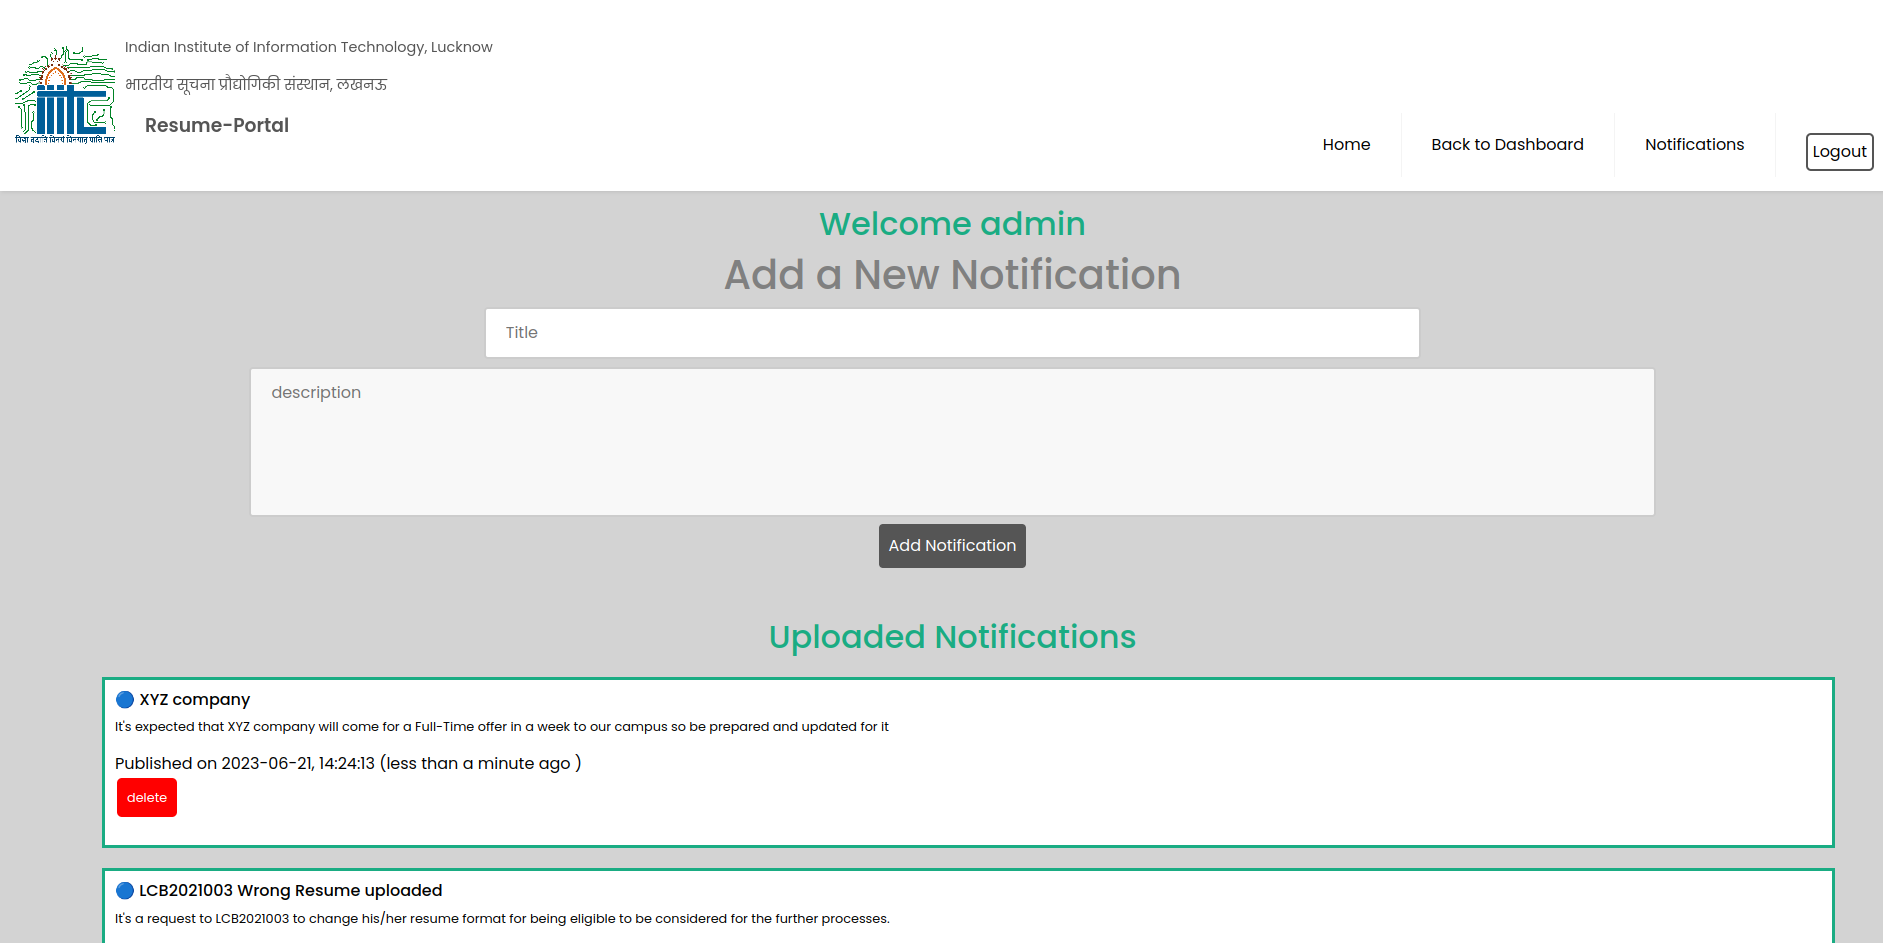 Indian Institute of Information Technology, Lucknow
भारतीय सूचना प्रौद्योगिकी संस्थान, लखनऊ
Resume-Portal
Home
Back to Dashboard
Notifications
Logout
Welcome admin
Add a New Notification
Title
description
Add Notification
Uploaded Notifications
XYZ company
It's expected that XYZ company will come for a Full-Time offer in a week to our campus so be prepared and updated for it
Published on 2023-06-21, 14:24:13 (less than a minute ago )
delete
LCB2021003 Wrong Resume uploaded
It's a request to LCB2021003 to change his/her resume format for being eligible to be considered for the further processes.